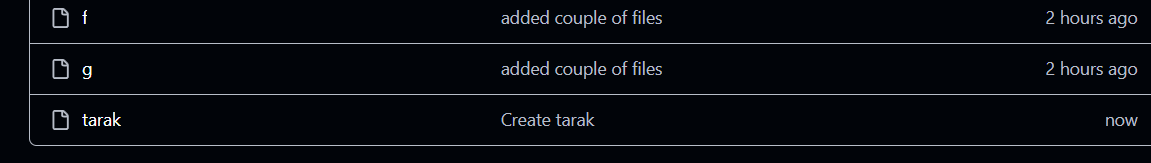 f added couple of files 2 hours ago
g added couple of files 2 hours ago
tarak Create tarak now